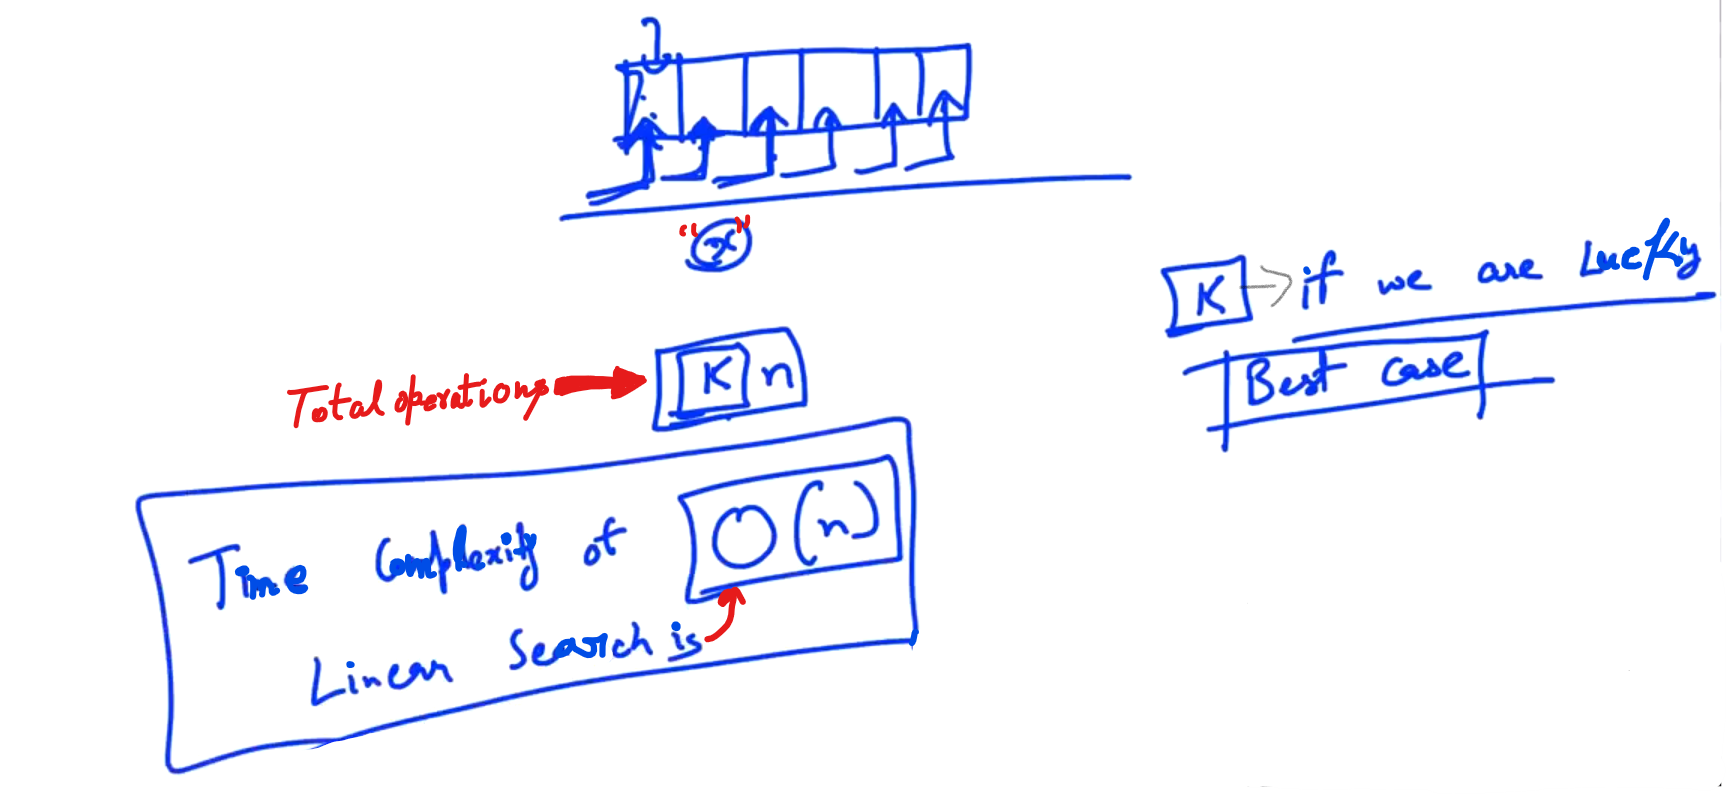 "x"
K → if we are Lucky
Best case
Total operations → K n
Time Complexity of O(n)
Linear Search is